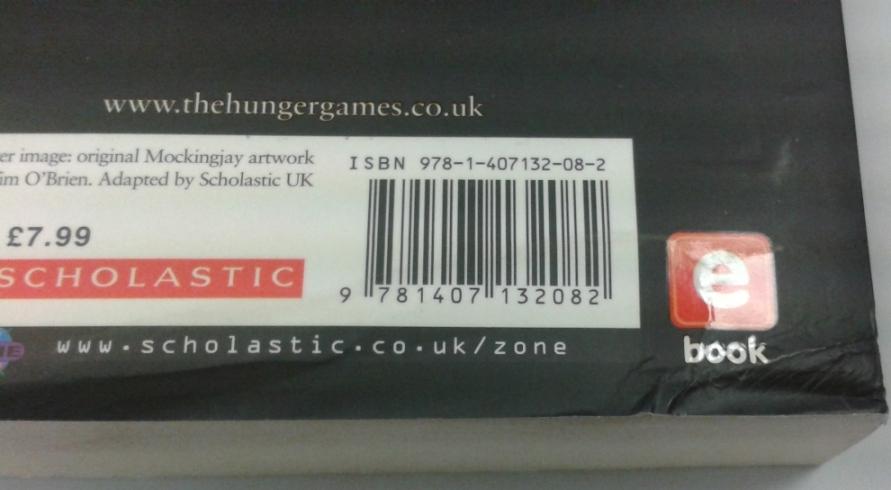 www.thehungergames.co.uk
er image: original Mockingjay artwork
im O'Brien. Adapted by Scholastic UK
£7.99
SCHOLASTIC
ISBN 978-1-407132-08-2
9 781407 132082
www.scholastic.co.uk/zone
e
book